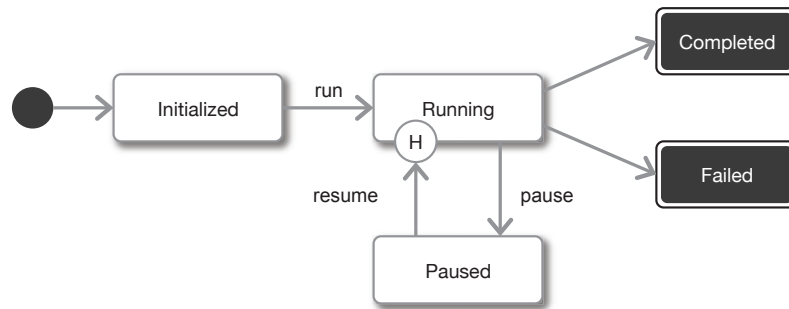 Completed
run
Initialized
Running
H
Failed
resume
pause
Paused